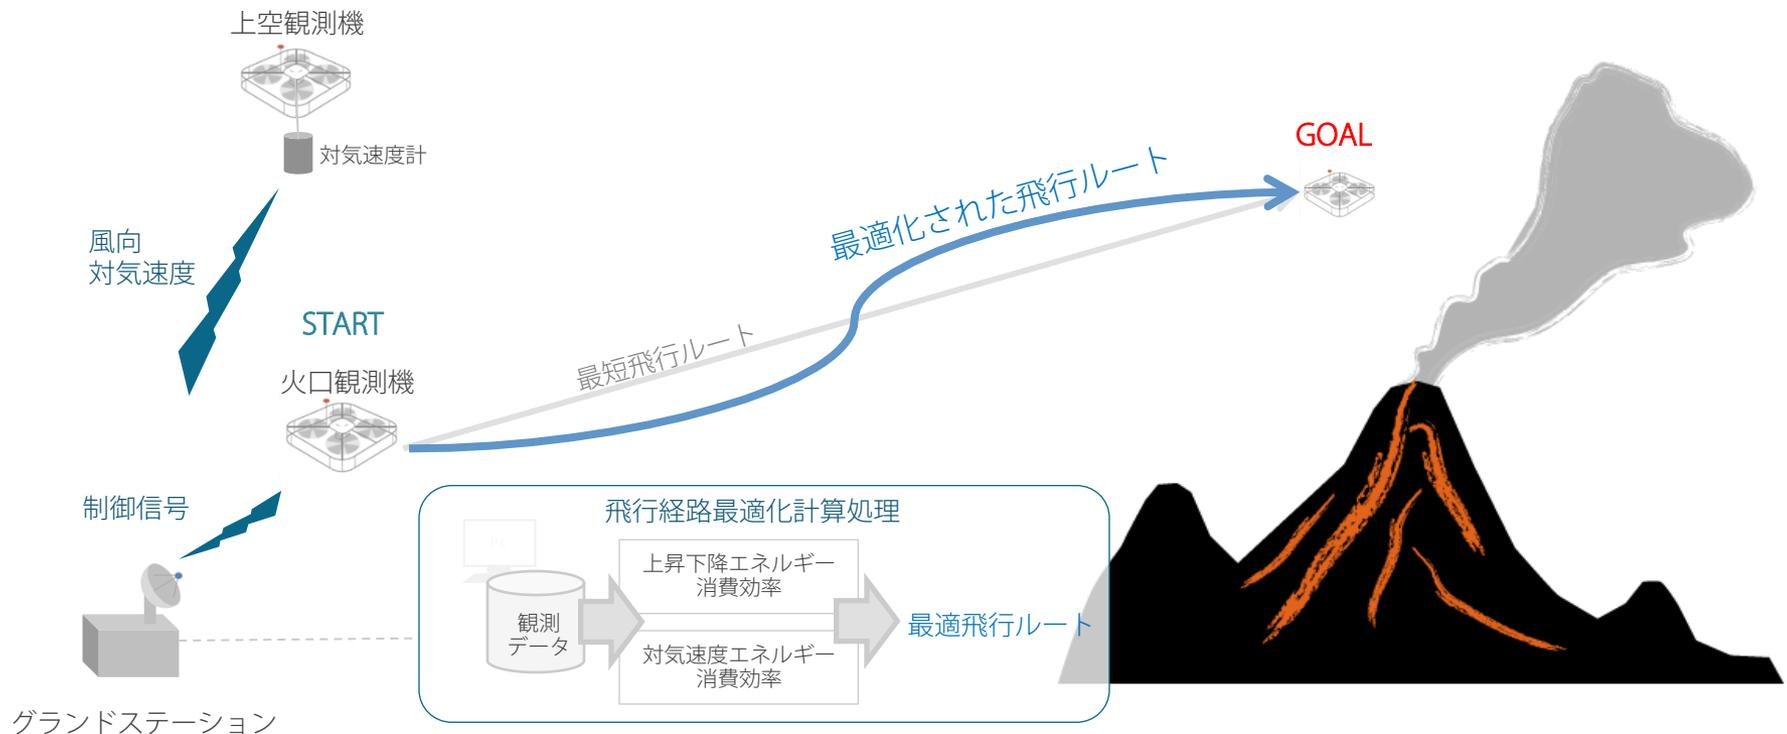 上空観測機
対気速度計
風向
対気速度
START
火口観測機
制御信号
グランドステーション
最短飛行ルート
最適化された飛行ルート
GOAL
飛行経路最適化計算処理
PC
観測
データ
上昇下降エネルギー
消費効率
対気速度エネルギー
消費効率
最適飛行ルート